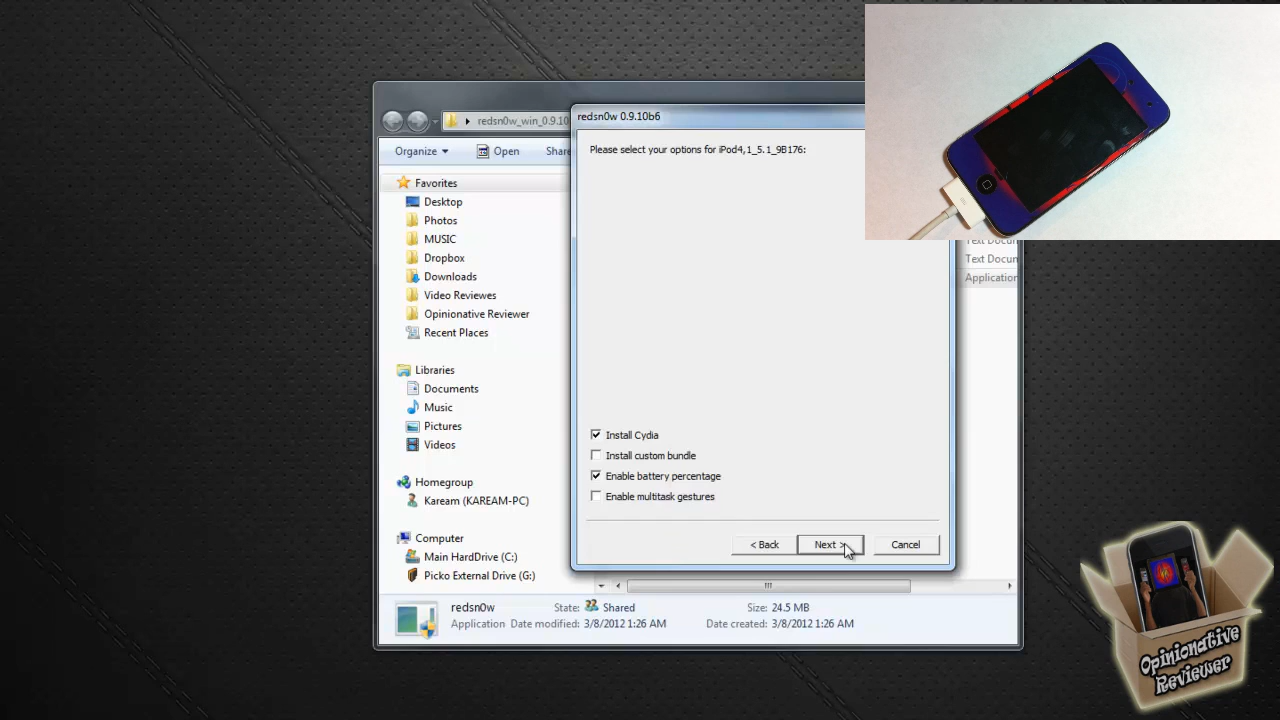 redsn0w_win_0.9.10
redsn0w 0.9.10b6
Organize
Open
Share
Please select your options for iPod4,1_5.1_9B176:
Favorites
Desktop
Photos
MUSIC
Dropbox
Downloads
Video Reviewes
Opinionative Reviewer
Recent Places
Text Docum
Text Docum
Application
Libraries
Documents
Music
Pictures
Videos
Homegroup
Kaream (KAREAM-PC)
Computer
Main HardDrive (C:)
Picko External Drive (G:)
Install Cydia
Install custom bundle
Enable battery percentage
Enable multitask gestures
< Back
Next >
Cancel
redsn0w State: Shared Size: 24.5 MB
Application Date modified: 3/8/2012 1:26 AM Date created: 3/8/2012 1:26 AM
Opinionative
Reviewer